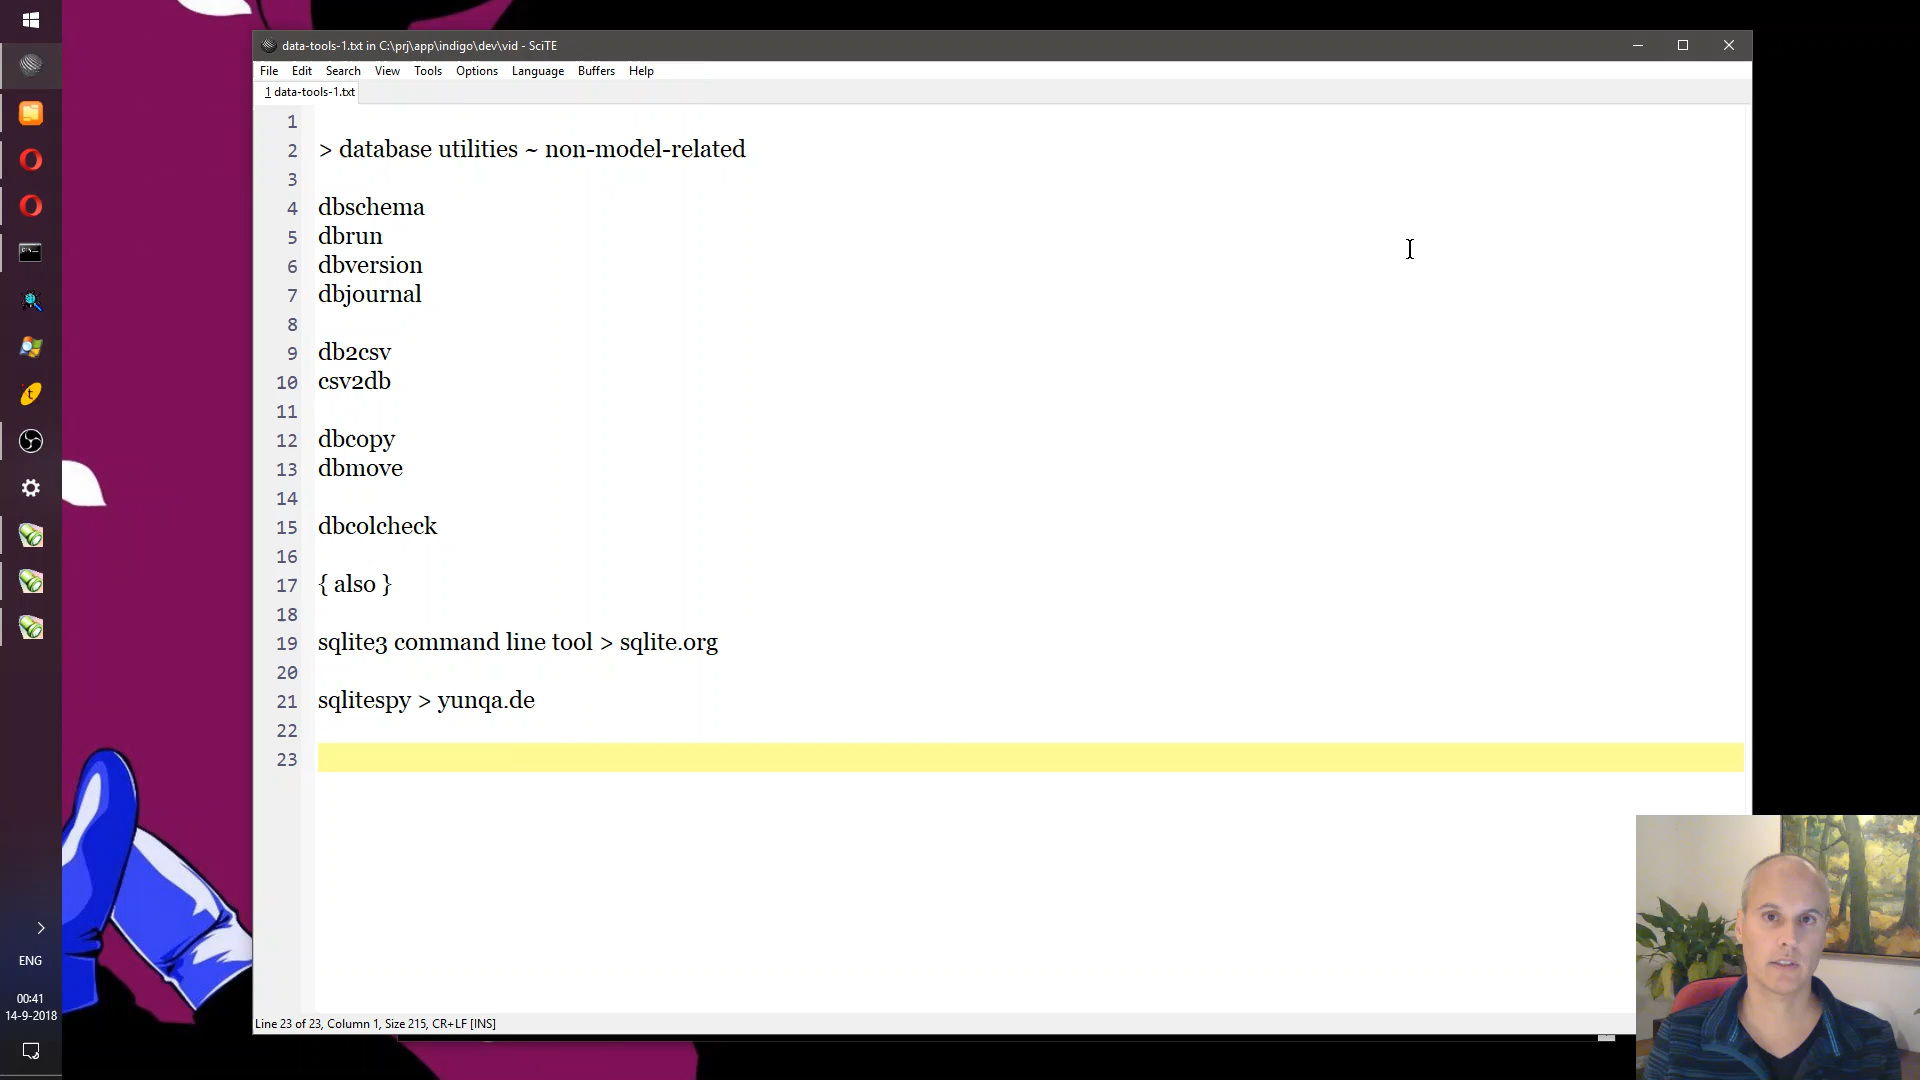 data-tools-1.txt in C:\prj\app\indigo\dev\vid - SciTE
File Edit Search View Tools Options Language Buffers Help
1 data-tools-1.txt
1
2 > database utilities ~ non-model-related
3
4 dbschema
5 dbrun
6 dbversion
7 dbjournal
8
9 db2csv
10 csv2db
11
12 dbcopy
13 dbmove
14
15 dbcolcheck
16
17 { also }
18
19 sqlite3 command line tool > sqlite.org
20
21 sqlitespy > yunqa.de
22
23
Line 23 of 23, Column 1, Size 215, CR+LF [INS]
ENG
00:41
14-9-2018